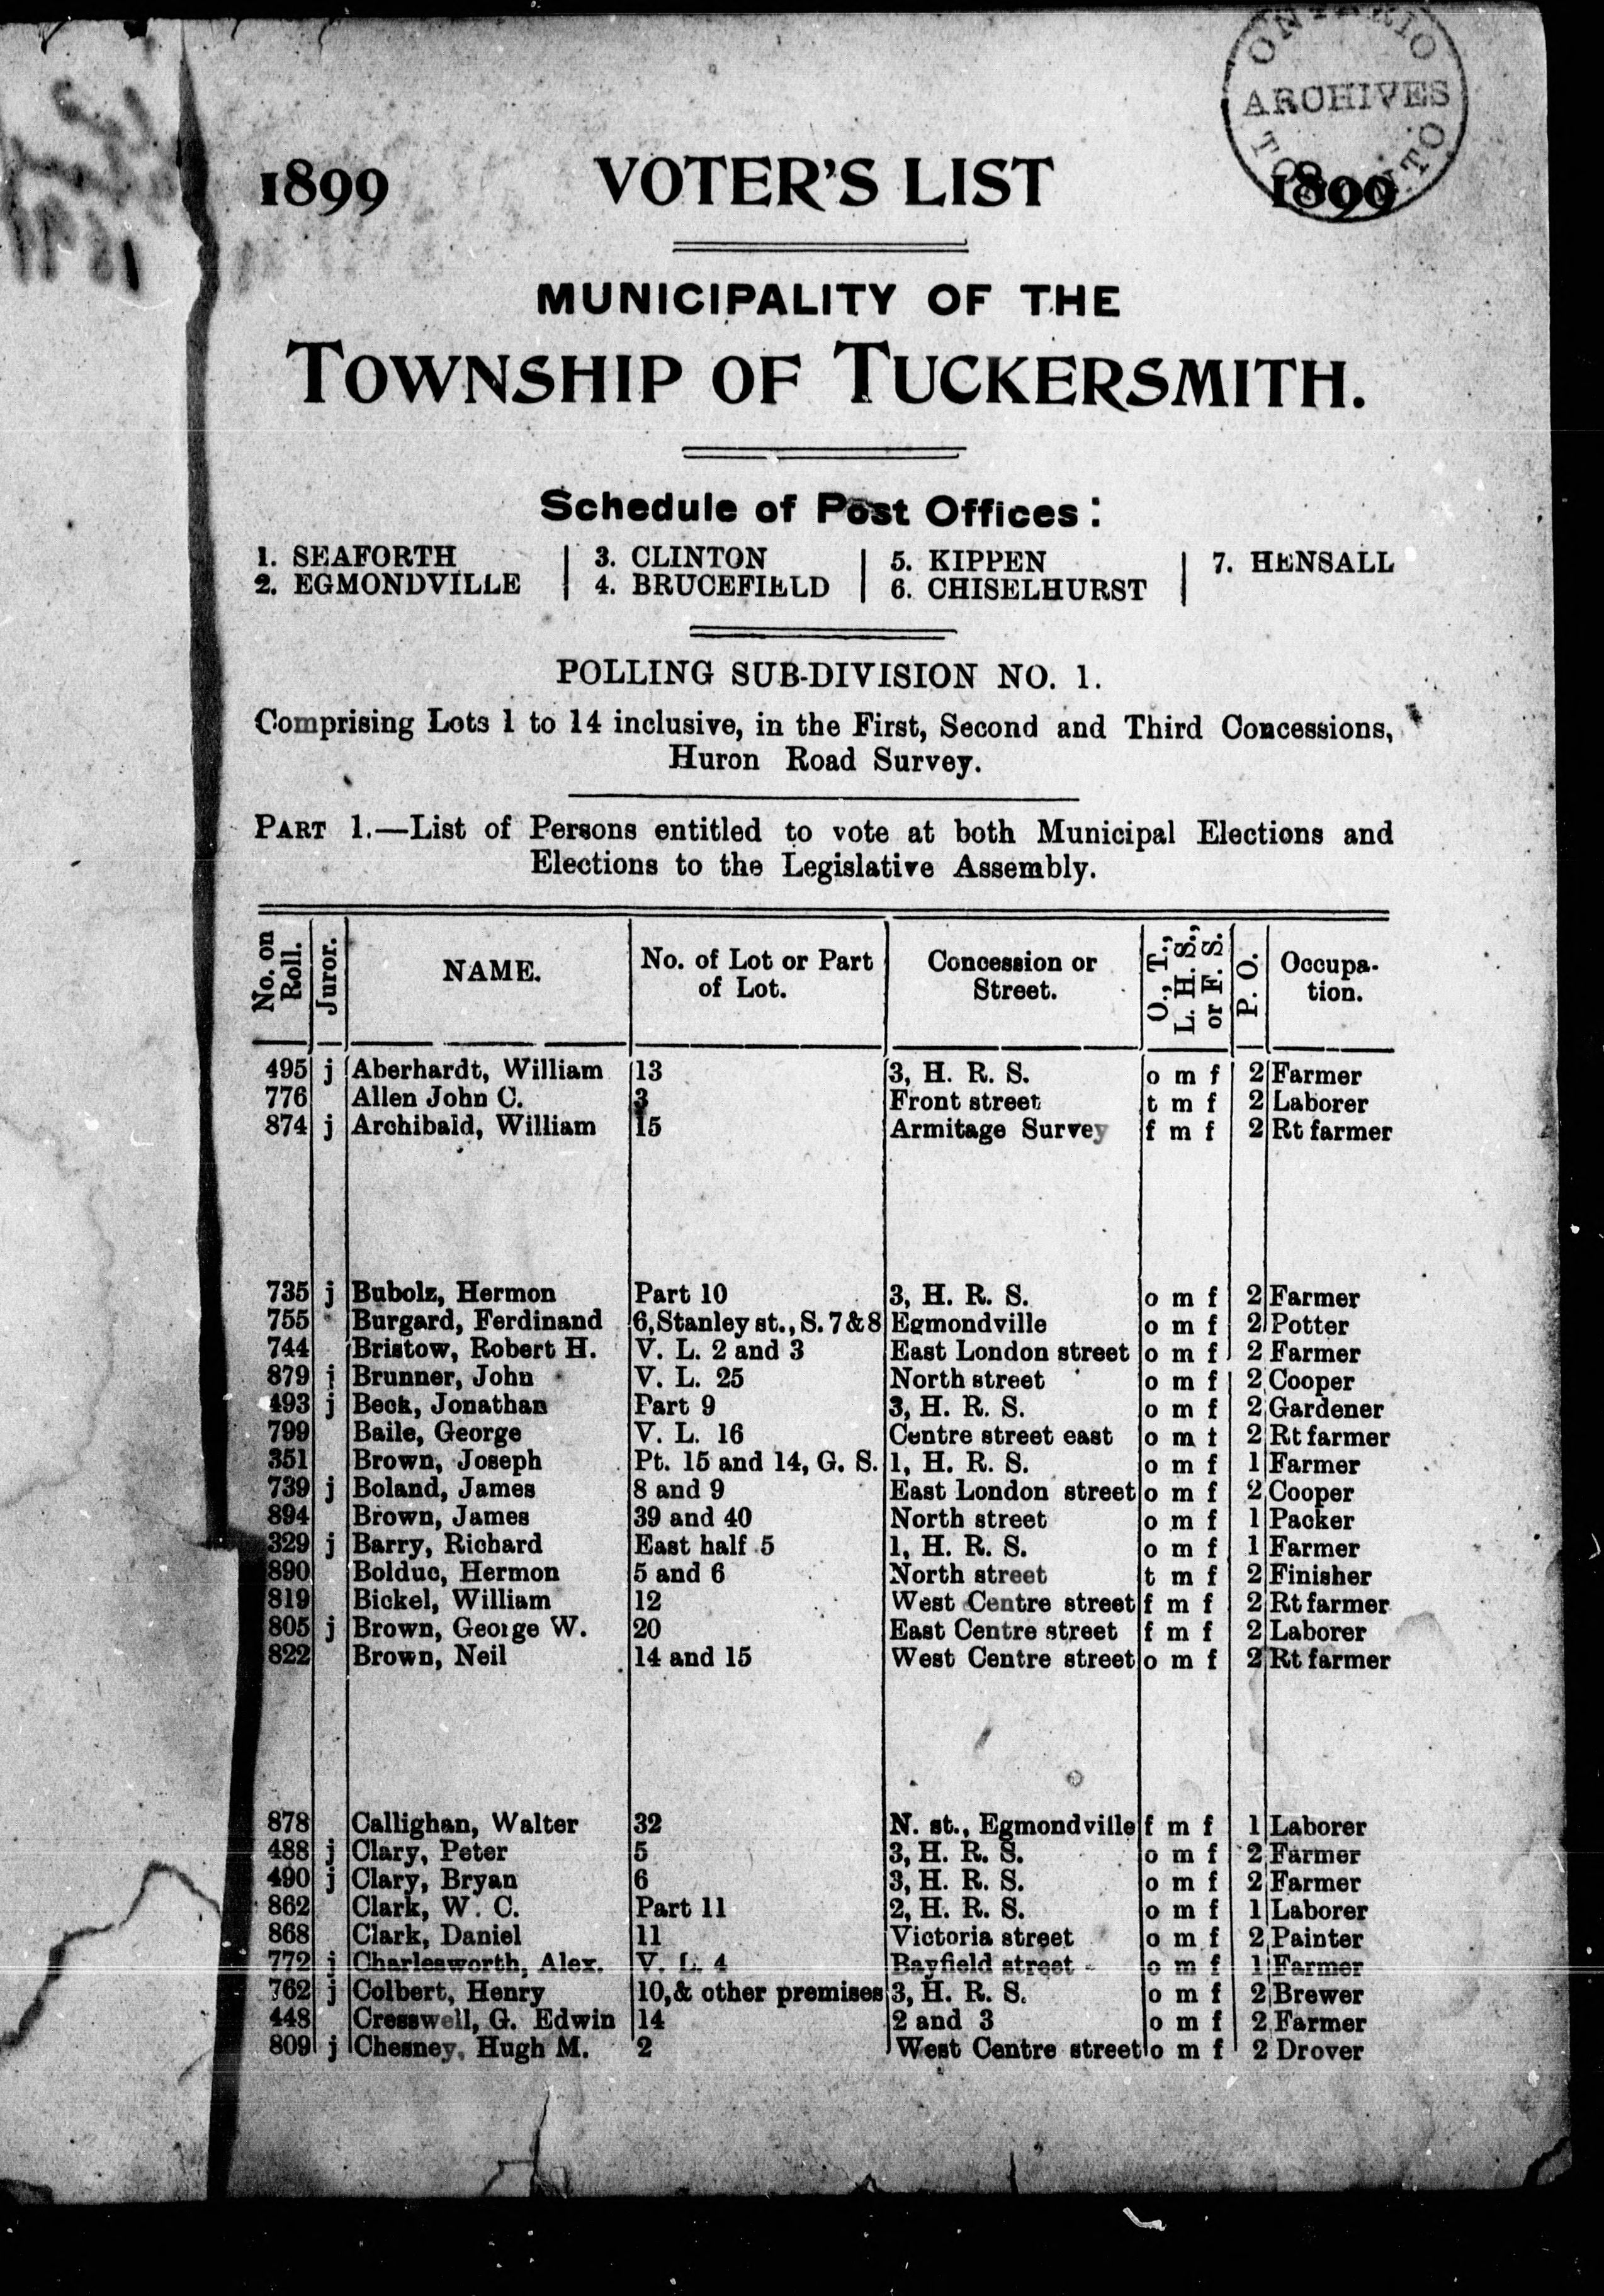 ONTARIO
ARCHIVES
TORONTO
1899 VOTER'S LIST 1899
MUNICIPALITY OF THE
TOWNSHIP OF TUCKERSMITH.
Schedule of Post Offices:
1. SEAFORTH | 3. CLINTON | 5. KIPPEN | 7. HENSALL
2. EGMONDVILLE | 4. BRUCEFIELD | 6. CHISELHURST
POLLING SUB-DIVISION NO. 1.
Comprising Lots 1 to 14 inclusive, in the First, Second and Third Concessions,
Huron Road Survey.
PART 1.—List of Persons entitled to vote at both Municipal Elections and
Elections to the Legislative Assembly.
No. on Roll. | Juror. | NAME. | No. of Lot or Part of Lot. | Concession or Street. | O., T., L. H. S., or F. S. | P. O. | Occupa-tion.
495 j Aberhardt, William 13 3, H. R. S. o m f 2 Farmer
776 Allen John C. 3 Front street t m f 2 Laborer
874 j Archibald, William 15 Armitage Survey f m f 2 Rt farmer
735 j Bubolz, Hermon Part 10 3, H. R. S. o m f 2 Farmer
755 Burgard, Ferdinand 6, Stanley st., S. 7 & 8 Egmondville o m f 2 Potter
744 Bristow, Robert H. V. L. 2 and 3 East London street o m f 2 Farmer
879 j Brunner, John V. L. 25 North street o m f 2 Cooper
493 j Beck, Jonathan Part 9 3, H. R. S. o m f 2 Gardener
799 Baile, George V. L. 16 Centre street east o m t 2 Rt farmer
351 Brown, Joseph Pt. 15 and 14, G. S. 1, H. R. S. o m f 1 Farmer
739 j Boland, James 8 and 9 East London street o m f 2 Cooper
894 Brown, James 39 and 40 North street o m f 1 Packer
329 j Barry, Richard East half 5 1, H. R. S. o m f 1 Farmer
890 Bolduc, Hermon 5 and 6 North street t m f 2 Finisher
819 Bickel, William 12 West Centre street f m f 2 Rt farmer
805 j Brown, George W. 20 East Centre street f m f 2 Laborer
822 Brown, Neil 14 and 15 West Centre street o m f 2 Rt farmer
878 Callighan, Walter 32 N. st., Egmondville f m f 1 Laborer
488 j Clary, Peter 5 3, H. R. S. o m f 2 Farmer
490 j Clary, Bryan 6 3, H. R. S. o m f 2 Farmer
862 Clark, W. C. Part 11 2, H. R. S. o m f 1 Laborer
868 Clark, Daniel 11 Victoria street o m f 2 Painter
772 j Charlesworth, Alex. V. L. 4 Bayfield street o m f 1 Farmer
762 j Colbert, Henry 10, & other premises 3, H. R. S. o m f 2 Brewer
448 Cresswell, G. Edwin 14 2 and 3 o m f 2 Farmer
809 j Chesney, Hugh M. 2 West Centre street o m f 2 Drover